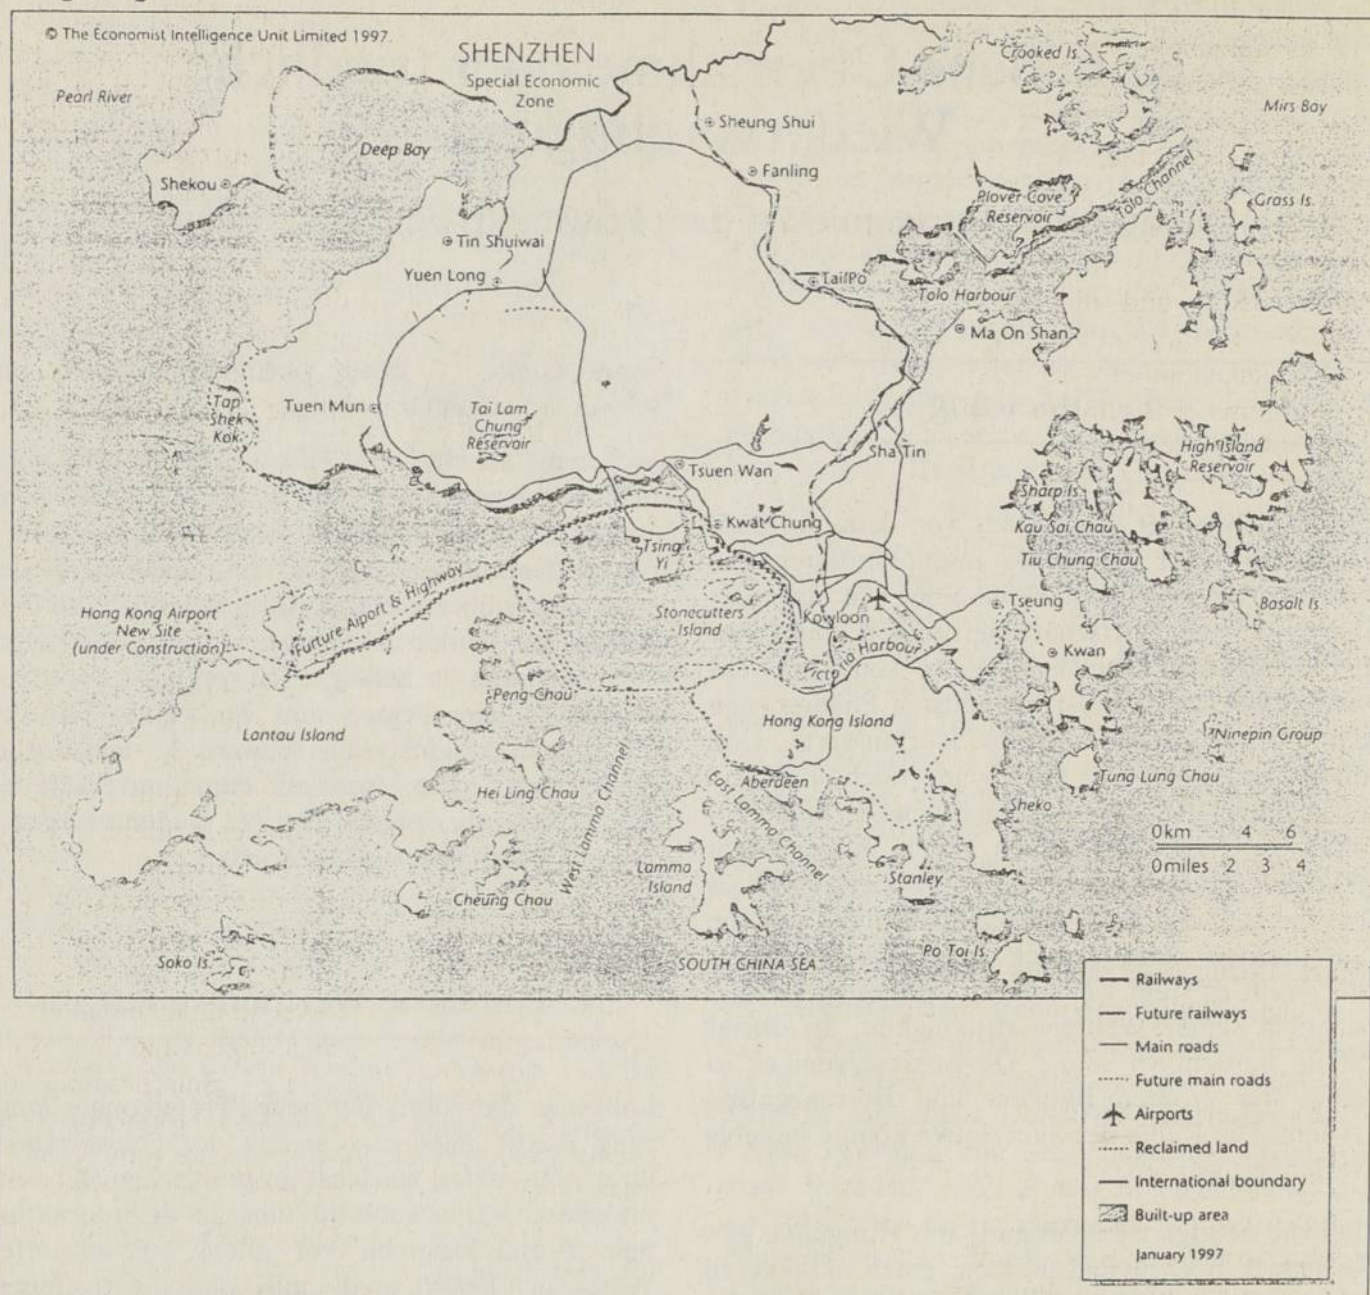 © The Economist Intelligence Unit Limited 1997.
SHENZHEN
Special Economic
Zone
Pearl River
Deep Bay
Shekou
Crooked Is.
Mirs Bay
Sheung Shui
Fanling
Plover Cove
Reservoir
Tolo Channel
Grass Is.
Tin Shuiwai
Yuen Long
Tai Po
Tolo Harbour
Ma On Shan
Tap
Shek
Kok
Tuen Mun
Tai Lam
Chung
Reservoir
Tsuen Wan
Sha Tin
High Island
Reservoir
Sharp Is.
Kau Sai Chau
Tiu Chung Chau
Kwat Chung
Tsing
Yi
Hong Kong Airport
New Site
(under Construction)
Furture Aiport & Highway
Stonecutters
Island
Kowloon
Victoria Harbour
Tseung
Kwan
Basalt Is.
Peng Chau
Lantau Island
Hong Kong Island
Ninepin Group
Hei Ling Chau
West Lamma Channel
Aberdeen
East Lamma Channel
Tung Lung Chau
Sheko
0km 4 6
0miles 2 3 4
Lamma
Island
Stanley
Cheung Chau
Soko Is.
SOUTH CHINA SEA
Po Toi Is.
Railways
Future railways
Main roads
Future main roads
Airports
Reclaimed land
International boundary
Built-up area
January 1997